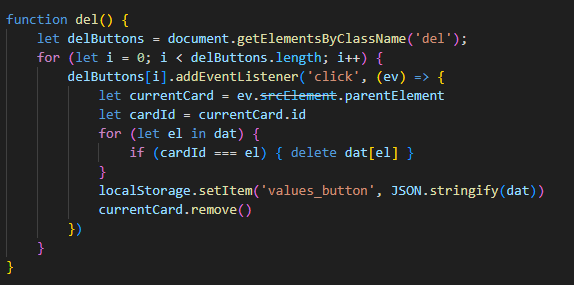 function del() {
let delButtons = document.getElementsByClassName('del');
for (let i = 0; i < delButtons.length; i++) {
delButtons[i].addEventListener('click', (ev) => {
let currentCard = ev.srcElement.parentElement
let cardId = currentCard.id
for (let el in dat) {
if (cardId === el) { delete dat[el] }
}
localStorage.setItem('values_button', JSON.stringify(dat))
currentCard.remove()
})
}
}